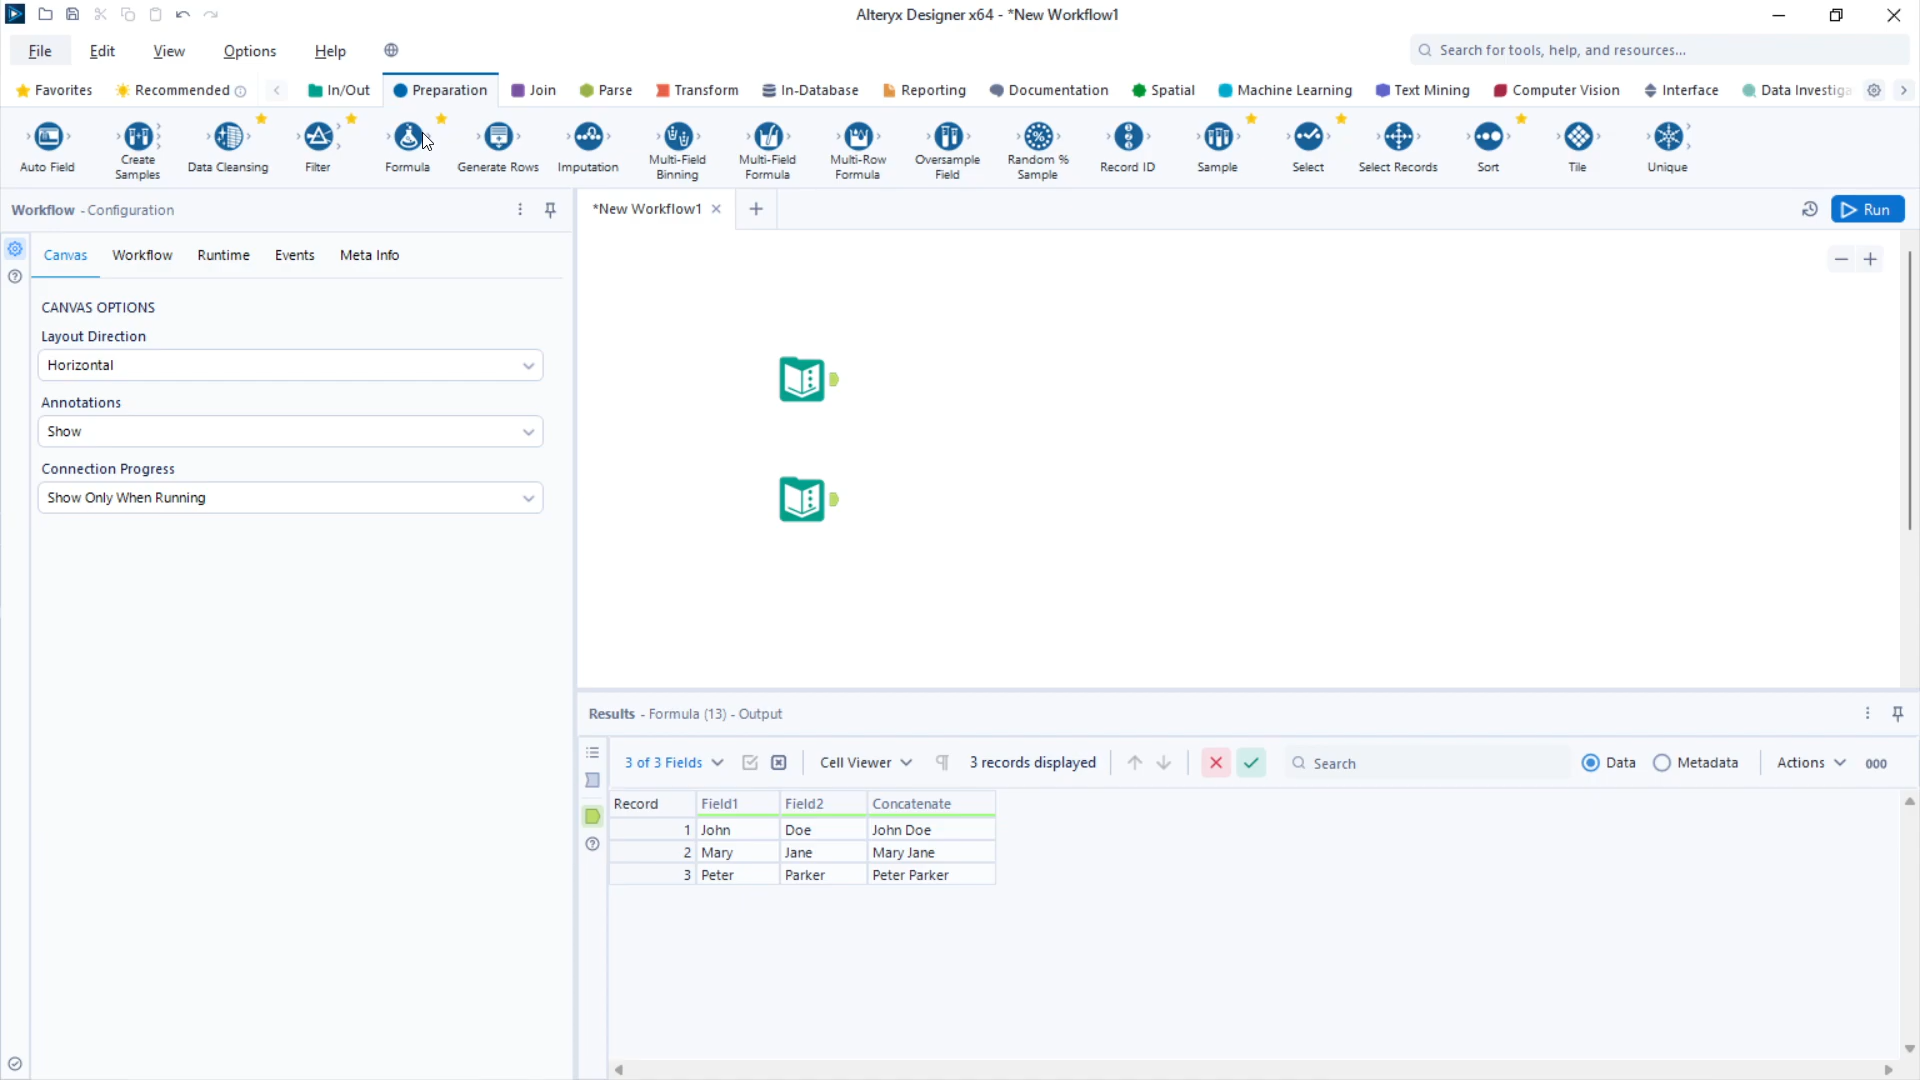 Alteryx Designer x64 - *New Workflow1
File Edit View Options Help
Search for tools, help, and resources...
Favorites Recommended In/Out Preparation Join Parse Transform In-Database Reporting Documentation Spatial Machine Learning Text Mining Computer Vision Interface Data Investiga
Auto Field
Create
Samples
Data Cleansing
Filter
Formula
Generate Rows
Imputation
Multi-Field
Binning
Multi-Field
Formula
Multi-Row
Formula
Oversample
Field
Random %
Sample
Record ID
Sample
Select
Select Records
Sort
Tile
Unique
Workflow - Configuration
*New Workflow1
Run
Canvas Workflow Runtime Events Meta Info
CANVAS OPTIONS
Layout Direction
Horizontal
Annotations
Show
Connection Progress
Show Only When Running
Results - Formula (13) - Output
3 of 3 Fields Cell Viewer 3 records displayed Search Data Metadata Actions 000
Record Field1 Field2 Concatenate
1 John Doe John Doe
2 Mary Jane Mary Jane
3 Peter Parker Peter Parker